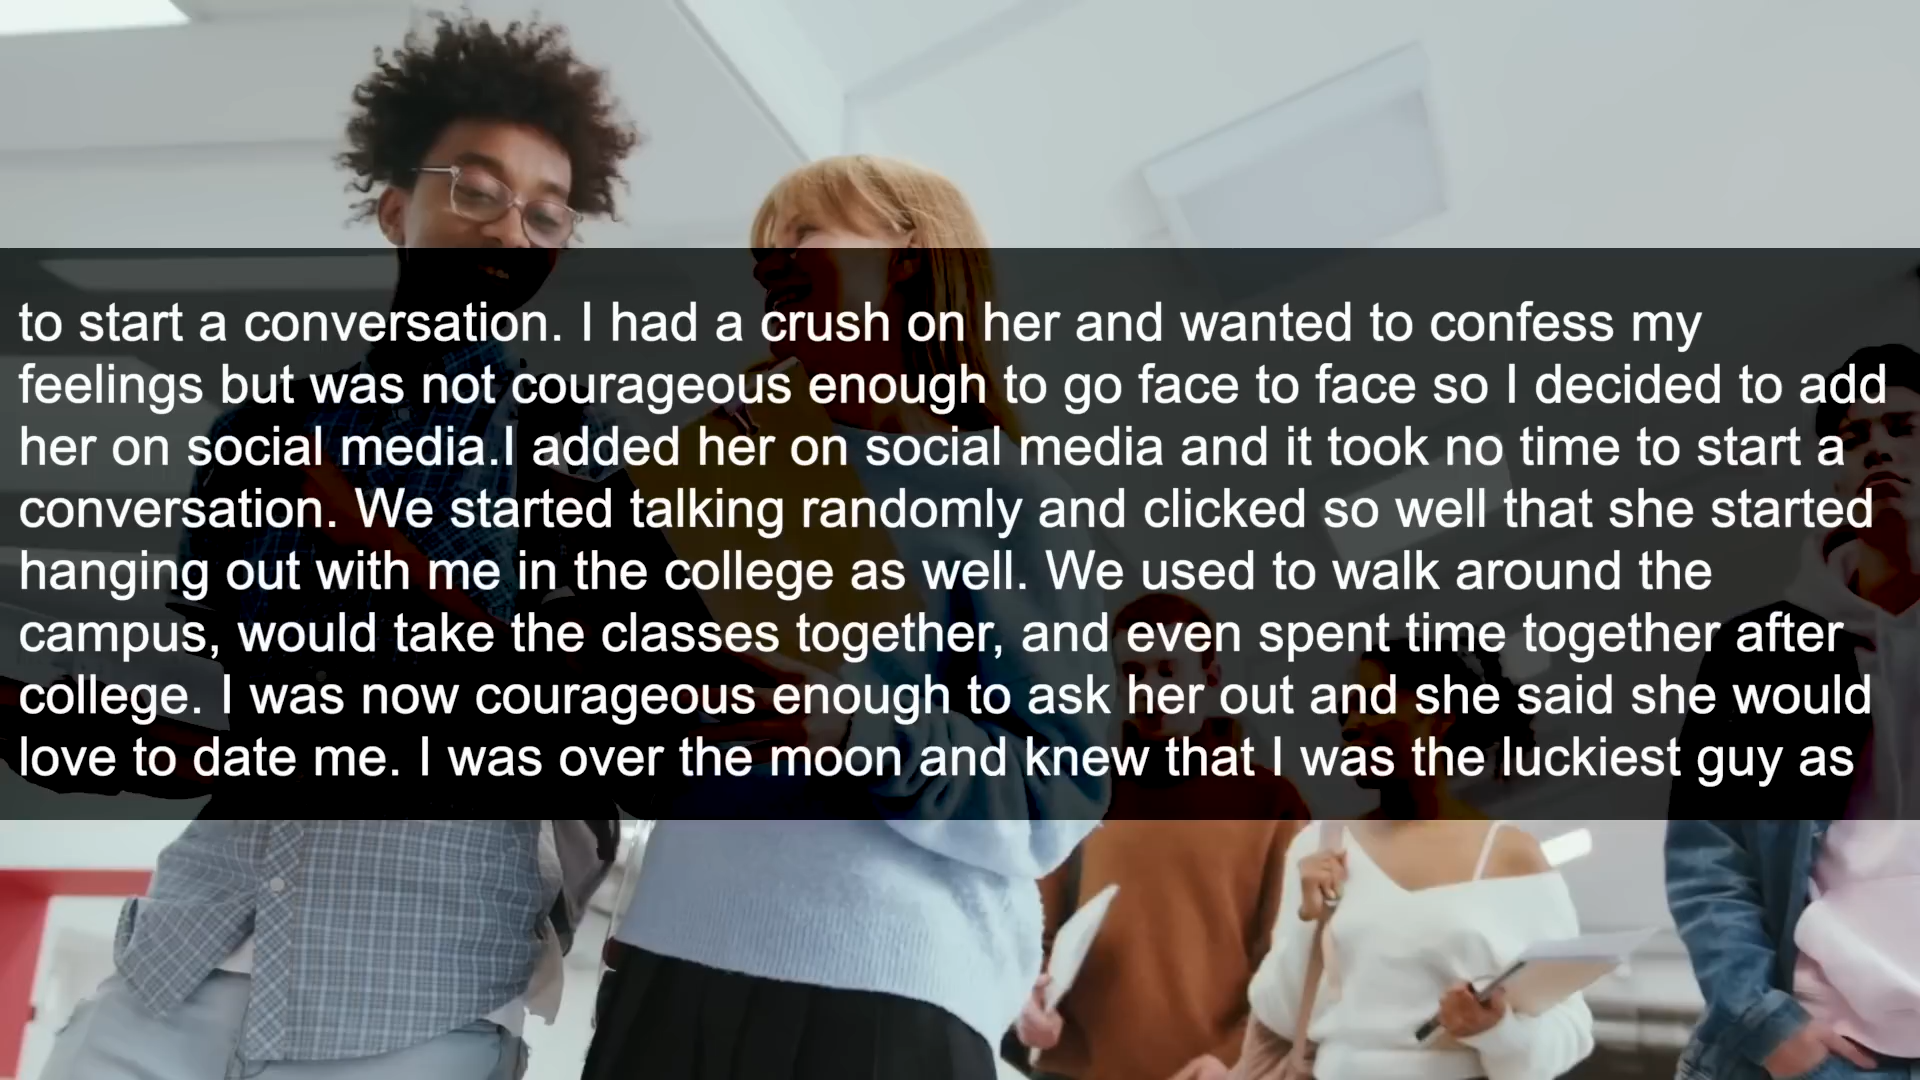 to start a conversation. I had a crush on her and wanted to confess my
feelings but was not courageous enough to go face to face so I decided to add
her on social media.I added her on social media and it took no time to start a
conversation. We started talking randomly and clicked so well that she started
hanging out with me in the college as well. We used to walk around the
campus, would take the classes together, and even spent time together after
college. I was now courageous enough to ask her out and she said she would
love to date me. I was over the moon and knew that I was the luckiest guy as